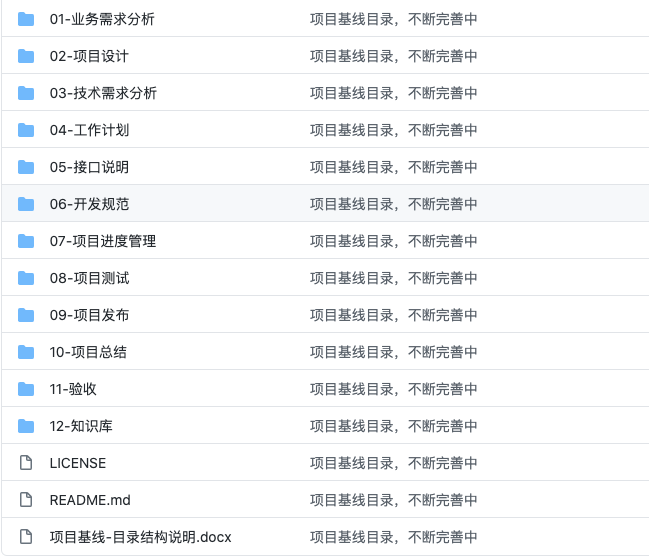 01-业务需求分析 项目基线目录，不断完善中
02-项目设计 项目基线目录，不断完善中
03-技术需求分析 项目基线目录，不断完善中
04-工作计划 项目基线目录，不断完善中
05-接口说明 项目基线目录，不断完善中
06-开发规范 项目基线目录，不断完善中
07-项目进度管理 项目基线目录，不断完善中
08-项目测试 项目基线目录，不断完善中
09-项目发布 项目基线目录，不断完善中
10-项目总结 项目基线目录，不断完善中
11-验收 项目基线目录，不断完善中
12-知识库 项目基线目录，不断完善中
LICENSE 项目基线目录，不断完善中
README.md 项目基线目录，不断完善中
项目基线-目录结构说明.docx 项目基线目录，不断完善中